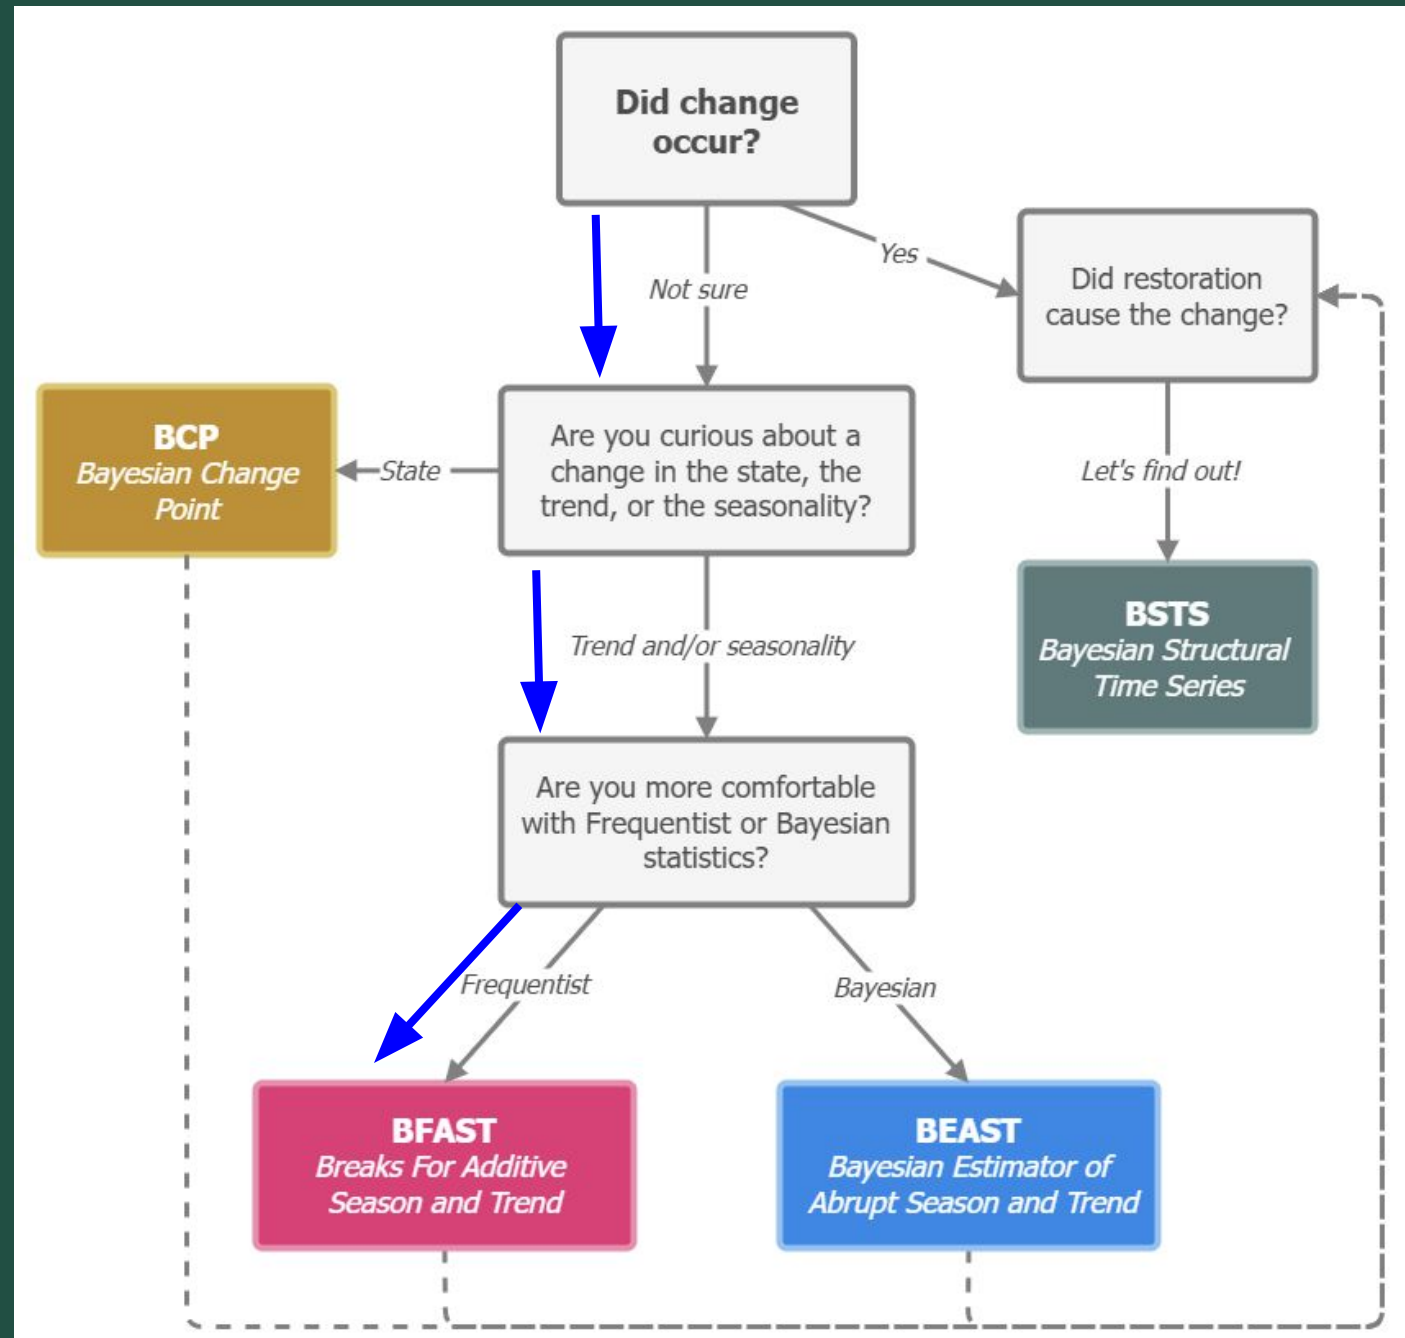 Did change
occur?
Yes
Not sure
Did restoration
cause the change?
BCP
Bayesian Change
Point
State
Are you curious about a
change in the state, the
trend, or the seasonality?
Let's find out!
Trend and/or seasonality
BSTS
Bayesian Structural
Time Series
Are you more comfortable
with Frequentist or Bayesian
statistics?
Frequentist
Bayesian
BFAST
Breaks For Additive
Season and Trend
BEAST
Bayesian Estimator of
Abrupt Season and Trend